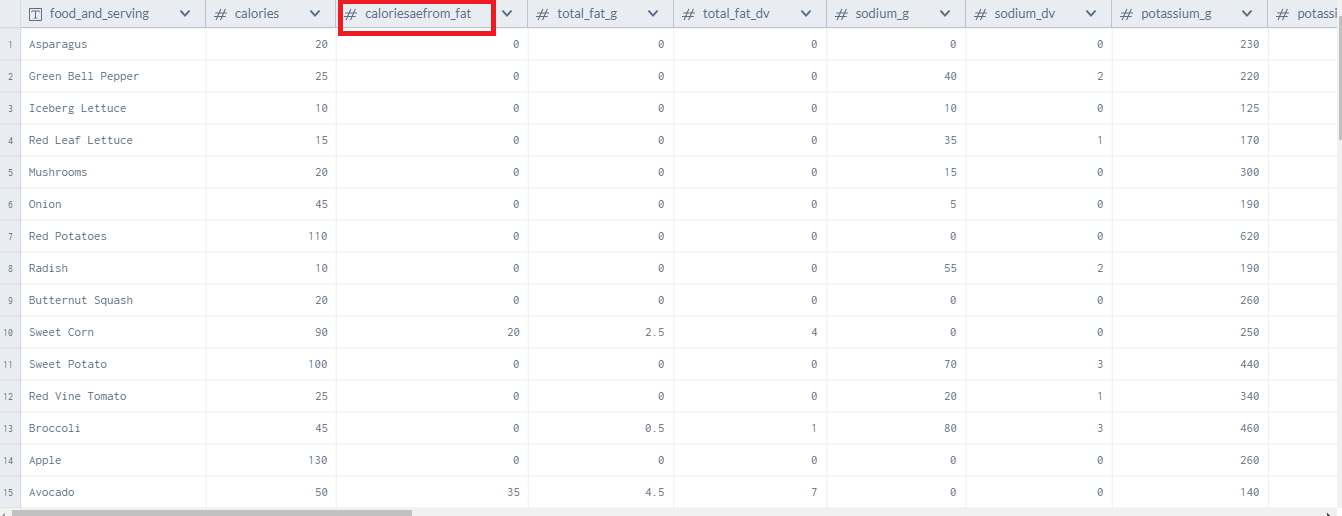 food_and_serving # calories # caloriesaefrom_fat # total_fat_g # total_fat_dv # sodium_g # sodium_dv # potassium_g # potassi
1 Asparagus 20 0 0 0 0 0 230
2 Green Bell Pepper 25 0 0 0 40 2 220
3 Iceberg Lettuce 10 0 0 0 10 0 125
4 Red Leaf Lettuce 15 0 0 0 35 1 170
5 Mushrooms 20 0 0 0 15 0 300
6 Onion 45 0 0 0 5 0 190
7 Red Potatoes 110 0 0 0 0 0 620
8 Radish 10 0 0 0 55 2 190
9 Butternut Squash 20 0 0 0 0 0 260
10 Sweet Corn 90 20 2.5 4 0 0 250
11 Sweet Potato 100 0 0 0 70 3 440
12 Red Vine Tomato 25 0 0 0 20 1 340
13 Broccoli 45 0 0.5 1 80 3 460
14 Apple 130 0 0 0 0 0 260
15 Avocado 50 35 4.5 7 0 0 140